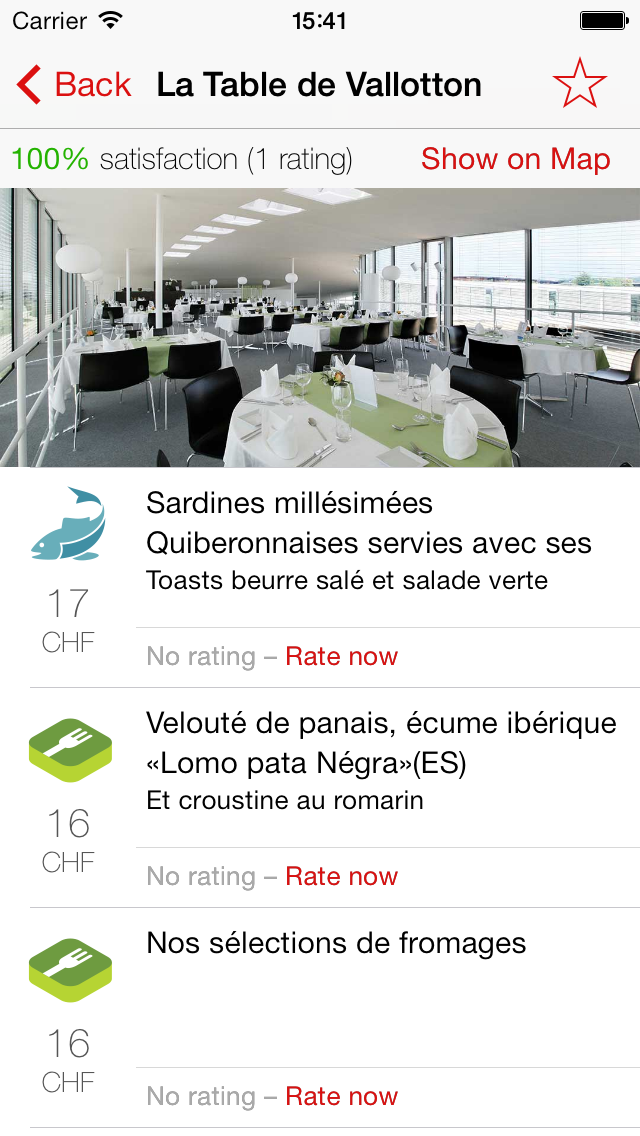 Carrier 15:41
Back La Table de Vallotton
100% satisfaction (1 rating) Show on Map
Sardines millésimées
Quiberonnaises servies avec ses
Toasts beurre salé et salade verte
17
CHF
No rating – Rate now
Velouté de panais, écume ibérique
«Lomo pata Négra»(ES)
Et croustine au romarin
16
CHF
No rating – Rate now
Nos sélections de fromages
16
CHF
No rating – Rate now